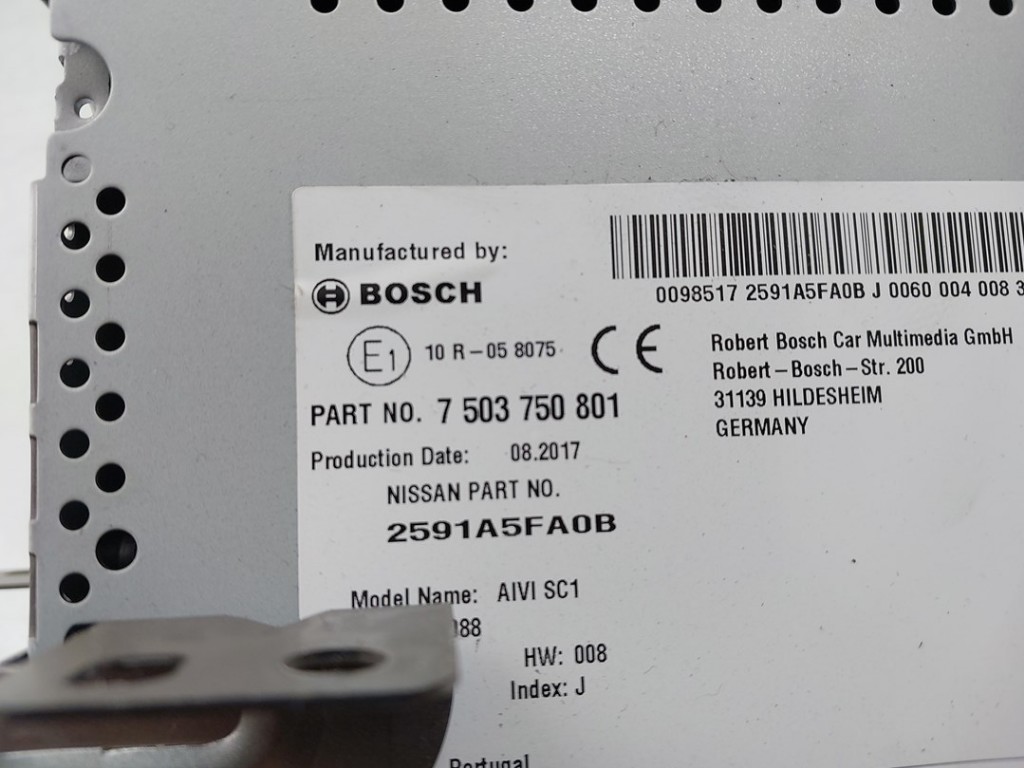 Manufactured by:
BOSCH
0098517 2591A5FA0B J 0060 004 008 3
E1 10 R-05 8075 CE
Robert Bosch Car Multimedia GmbH
Robert-Bosch-Str. 200
31139 HILDESHEIM
GERMANY
PART NO. 7 503 750 801
Production Date: 08.2017
NISSAN PART NO.
2591A5FA0B
Model Name: AIVI SC1
88
HW: 008
Index: J
Portugal